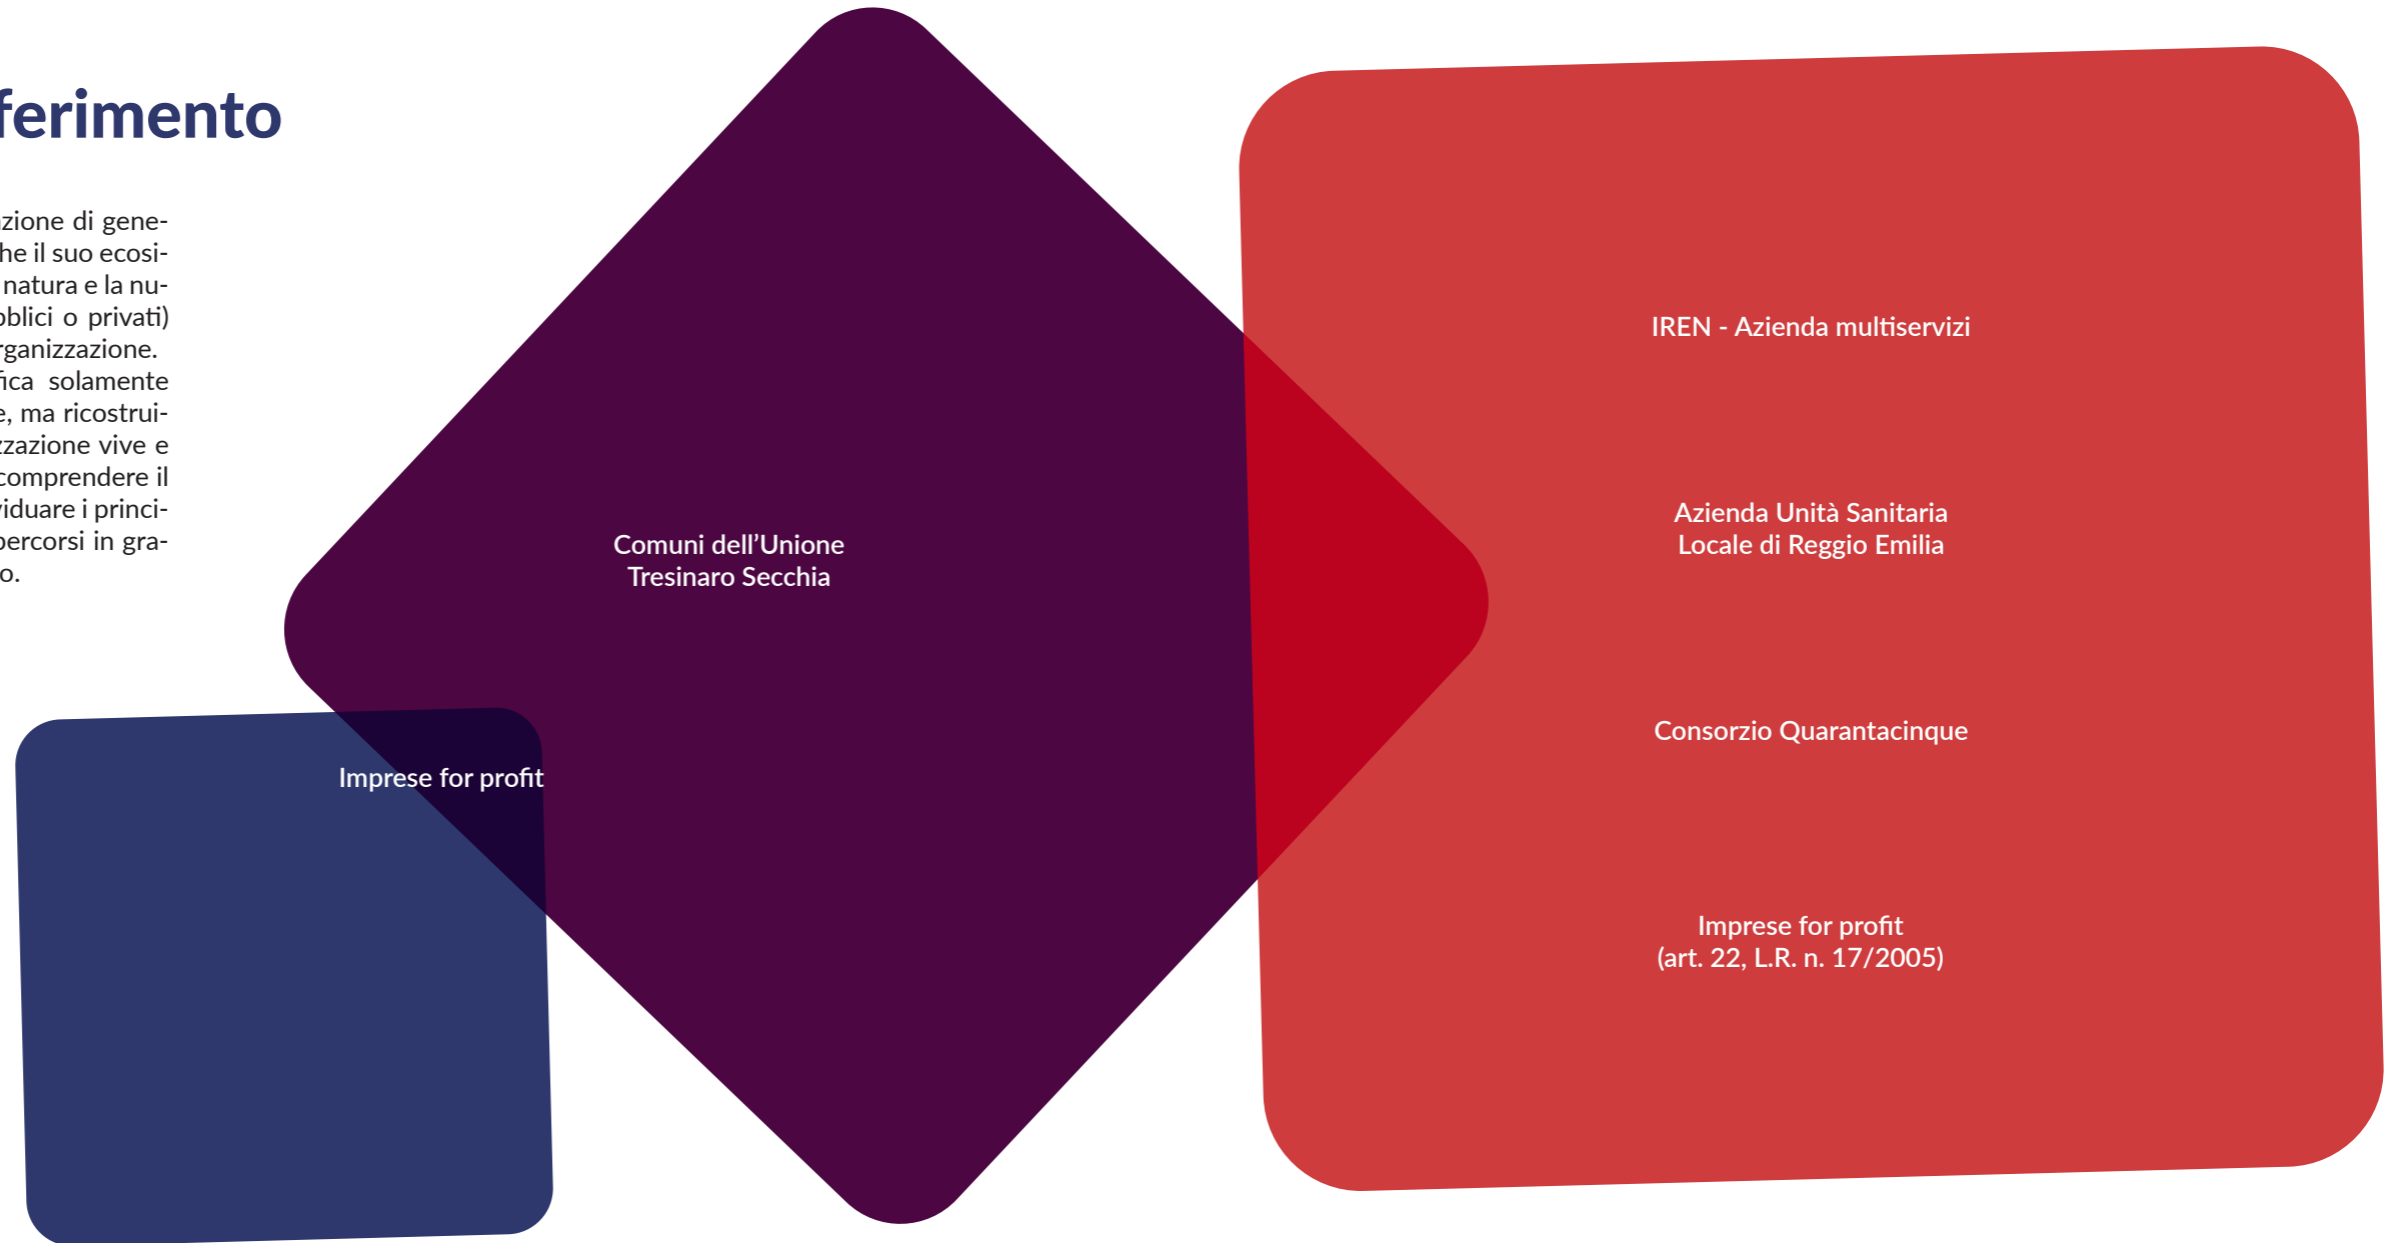 ferimento
zione di gene-
he il suo ecosi-
natura e la nu-
bblici o privati)
rganizzazione.
fica solamente
e, ma ricostrui-
zzazione vive e
comprendere il
viduare i princi-
percorsi in gra-
o.
Comuni dell'Unione
Tresinaro Secchia
Imprese for profit
IREN - Azienda multiservizi
Azienda Unità Sanitaria
Locale di Reggio Emilia
Consorzio Quarantacinque
Imprese for profit
(art. 22, L.R. n. 17/2005)